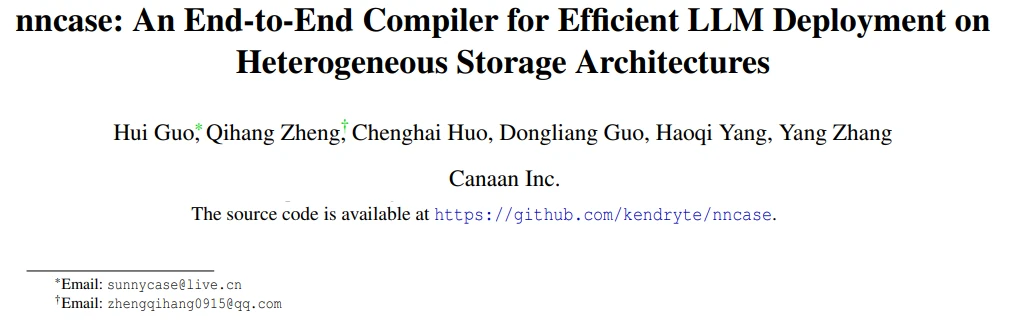 nncase: An End-to-End Compiler for Efficient LLM Deployment on
Heterogeneous Storage Architectures
Hui Guo*, Qihang Zheng†, Chenghai Huo, Dongliang Guo, Haoqi Yang, Yang Zhang
Canaan Inc.
The source code is available at https://github.com/kendryte/nncase.
*Email: sunnycase@live.cn
†Email: zhengqihang0915@qq.com